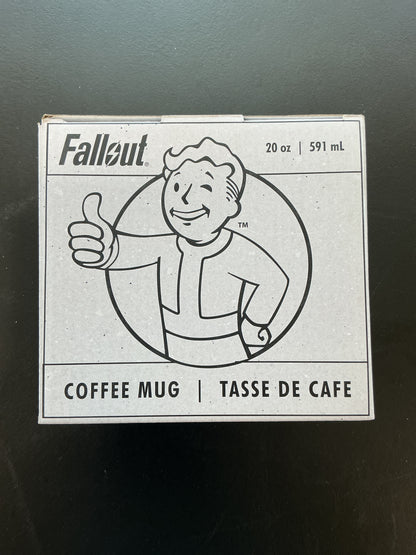 Fallout®
20 oz | 591 mL
TM
COFFEE MUG | TASSE DE CAFE